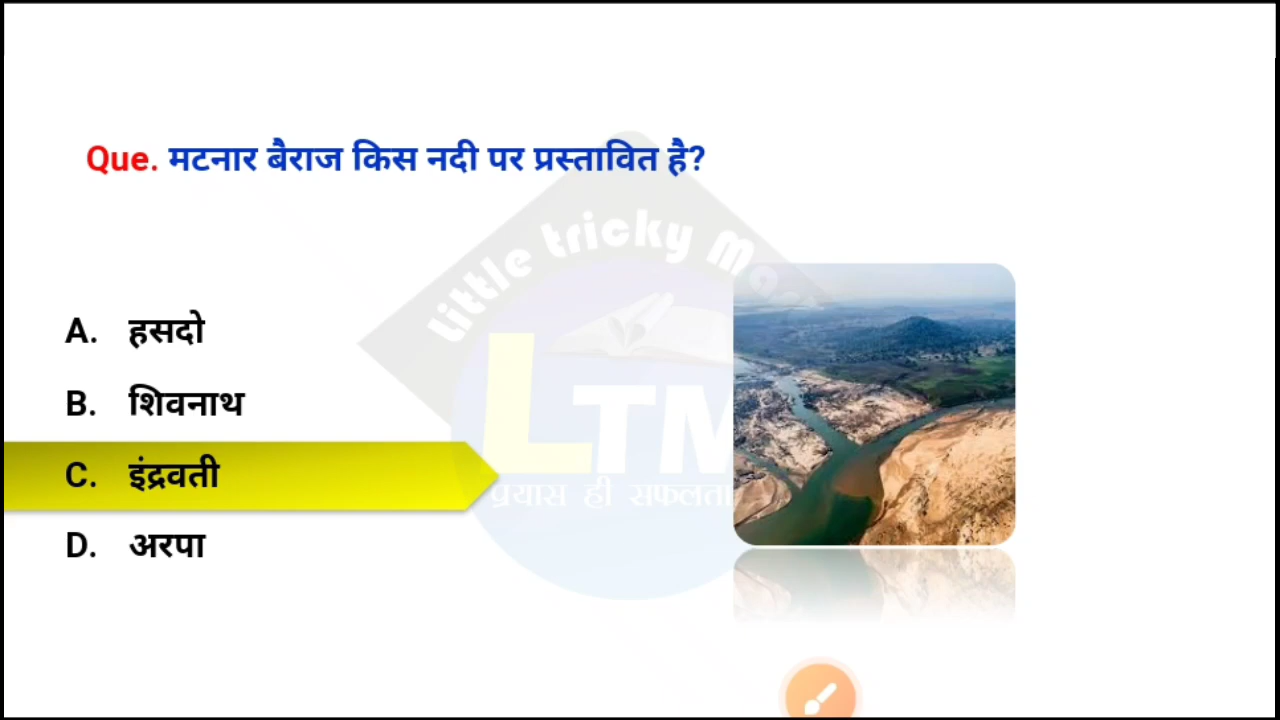 Que. मटनार बैराज किस नदी पर प्रस्तावित है?
Little tricky
A. हसदो
B. शिवनाथ
C. इंद्रवती
D. अरपा
LTM
प्रयास ही सफलता